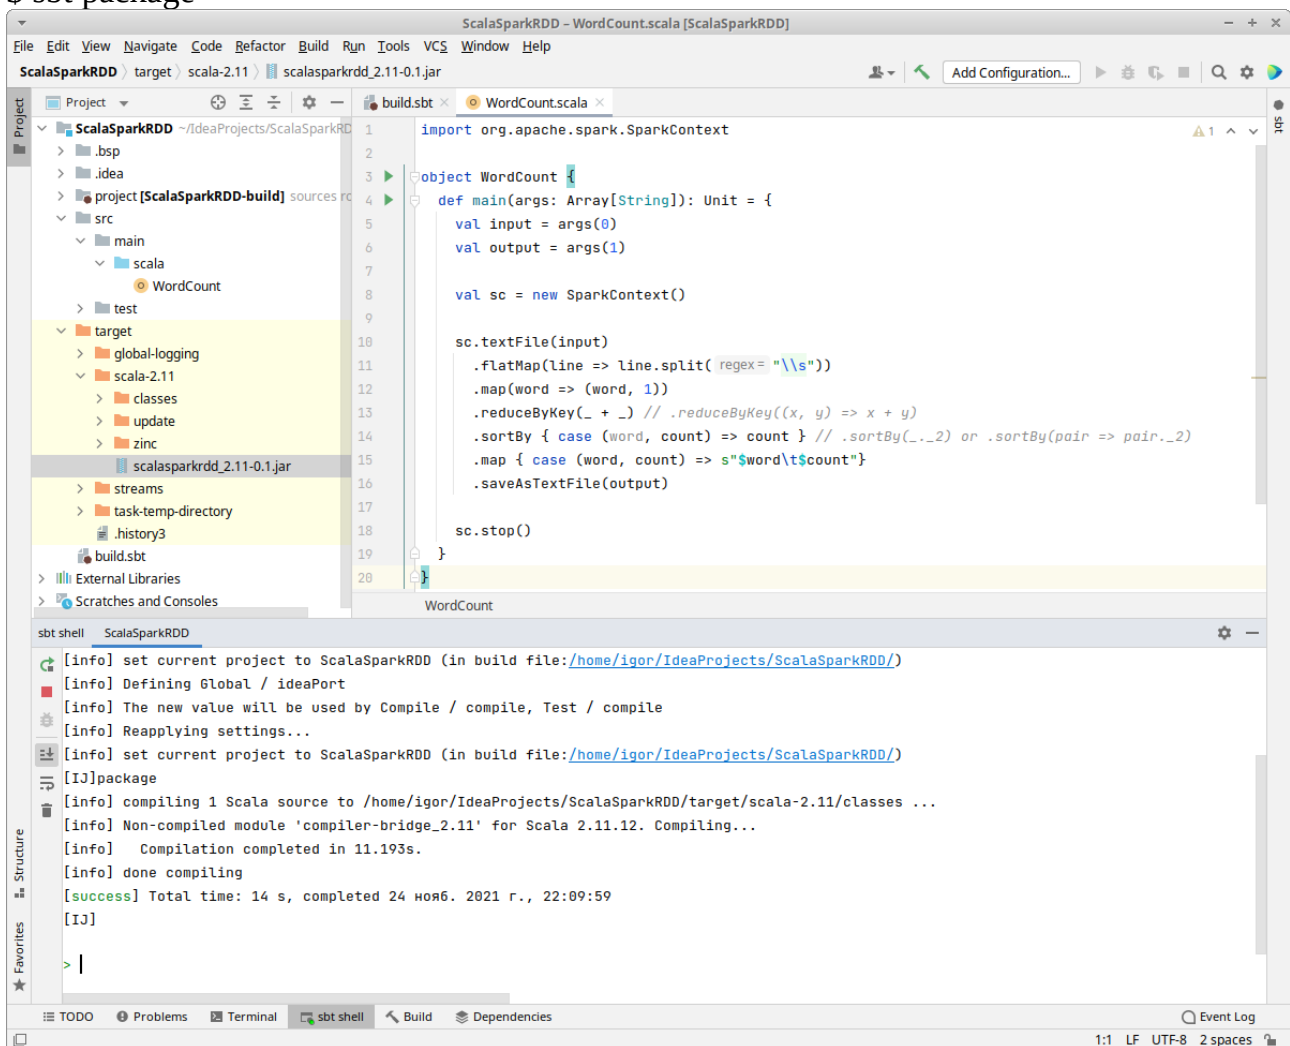 $ sbt package
ScalaSparkRDD – WordCount.scala [ScalaSparkRDD]
File Edit View Navigate Code Refactor Build Run Tools VCS Window Help
ScalaSparkRDD target scala-2.11 scalasparkrdd_2.11-0.1.jar
Add Configuration...
Project
Project
build.sbt
WordCount.scala
sbt
ScalaSparkRDD ~/IdeaProjects/ScalaSparkRD
.bsp
.idea
project [ScalaSparkRDD-build] sources ro
src
main
scala
WordCount
test
target
global-logging
scala-2.11
classes
update
zinc
scalasparkrdd_2.11-0.1.jar
streams
task-temp-directory
.history3
build.sbt
External Libraries
Scratches and Consoles
1 import org.apache.spark.SparkContext
1
2
3 object WordCount {
4 def main(args: Array[String]): Unit = {
5 val input = args(0)
6 val output = args(1)
7
8 val sc = new SparkContext()
9
10 sc.textFile(input)
11 .flatMap(line => line.split( regex = "\\s"))
12 .map(word => (word, 1))
13 .reduceByKey(_ + _) // .reduceByKey((x, y) => x + y)
14 .sortBy { case (word, count) => count } // .sortBy(_._2) or .sortBy(pair => pair._2)
15 .map { case (word, count) => s"$word\t$count"}
16 .saveAsTextFile(output)
17
18 sc.stop()
19 }
20 }
WordCount
sbt shell ScalaSparkRDD
[info] set current project to ScalaSparkRDD (in build file:/home/igor/IdeaProjects/ScalaSparkRDD/)
[info] Defining Global / ideaPort
[info] The new value will be used by Compile / compile, Test / compile
[info] Reapplying settings...
[info] set current project to ScalaSparkRDD (in build file:/home/igor/IdeaProjects/ScalaSparkRDD/)
[IJ]package
[info] compiling 1 Scala source to /home/igor/IdeaProjects/ScalaSparkRDD/target/scala-2.11/classes ...
[info] Non-compiled module 'compiler-bridge_2.11' for Scala 2.11.12. Compiling...
[info]   Compilation completed in 11.193s.
[info] done compiling
[success] Total time: 14 s, completed 24 нояб. 2021 г., 22:09:59
[IJ]
>
Structure
Favorites
TODO Problems Terminal sbt shell Build Dependencies Event Log
1:1 LF UTF-8 2 spaces